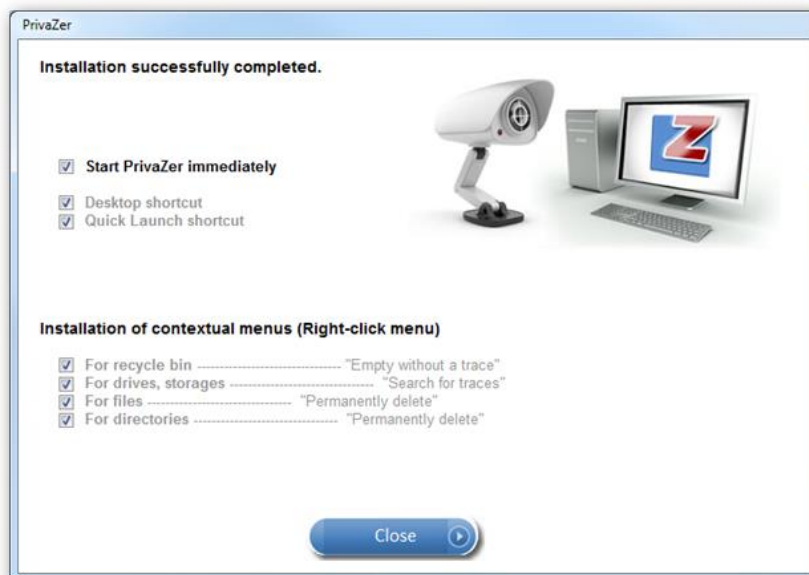 PrivaZer
Installation successfully completed.
Start PrivaZer immediately
Desktop shortcut
Quick Launch shortcut
Z
Installation of contextual menus (Right-click menu)
For recycle bin -------------------------------- "Empty without a trace"
For drives, storages -------------------------------- "Search for traces"
For files -------------------------------- "Permanently delete"
For directories -------------------------------- "Permanently delete"
Close